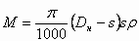 M = π/1000 (Dн − s)sρ